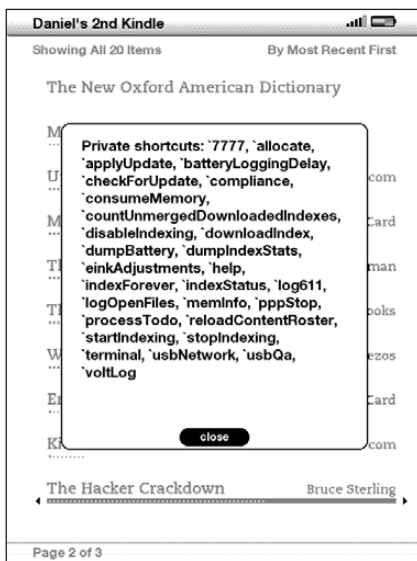 Daniel's 2nd Kindle
Showing All 20 Items By Most Recent First
The New Oxford American Dictionary
Private shortcuts: `7777, `allocate,
`applyUpdate, `batteryLoggingDelay,
`checkForUpdate, `compliance,
`consumeMemory,
`countUnmergedDownloadedIndexes,
`disableIndexing, `downloadIndex,
`dumpBattery, `dumpIndexStats,
`einkAdjustments, `help,
`indexForever, `indexStatus, `log611,
`logOpenFiles, `memInfo, `pppStop,
`processTodo, `reloadContentRoster,
`startIndexing, `stopIndexing,
`terminal, `usbNetwork, `usbQa,
`voltLog
close
The Hacker Crackdown Bruce Sterling
Page 2 of 3